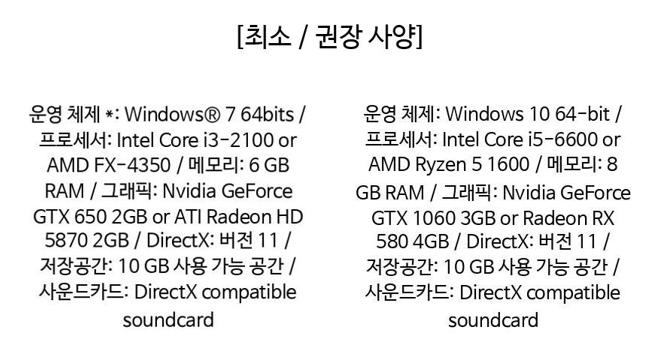 [최소 / 권장 사양]
운영 체제 *: Windows® 7 64bits /
프로세서: Intel Core i3-2100 or
AMD FX-4350 / 메모리: 6 GB
RAM / 그래픽: Nvidia GeForce
GTX 650 2GB or ATI Radeon HD
5870 2GB / DirectX: 버전 11 /
저장공간: 10 GB 사용 가능 공간 /
사운드카드: DirectX compatible
soundcard
운영 체제: Windows 10 64-bit /
프로세서: Intel Core i5-6600 or
AMD Ryzen 5 1600 / 메모리: 8
GB RAM / 그래픽: Nvidia GeForce
GTX 1060 3GB or Radeon RX
580 4GB / DirectX: 버전 11 /
저장공간: 10 GB 사용 가능 공간 /
사운드카드: DirectX compatible
soundcard